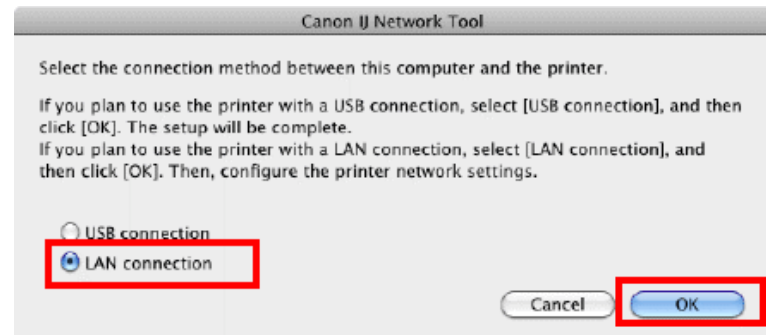 Canon IJ Network Tool
Select the connection method between this computer and the printer.
If you plan to use the printer with a USB connection, select [USB connection], and then
click [OK]. The setup will be complete.
If you plan to use the printer with a LAN connection, select [LAN connection], and
then click [OK]. Then, configure the printer network settings.
USB connection
LAN connection
Cancel
OK